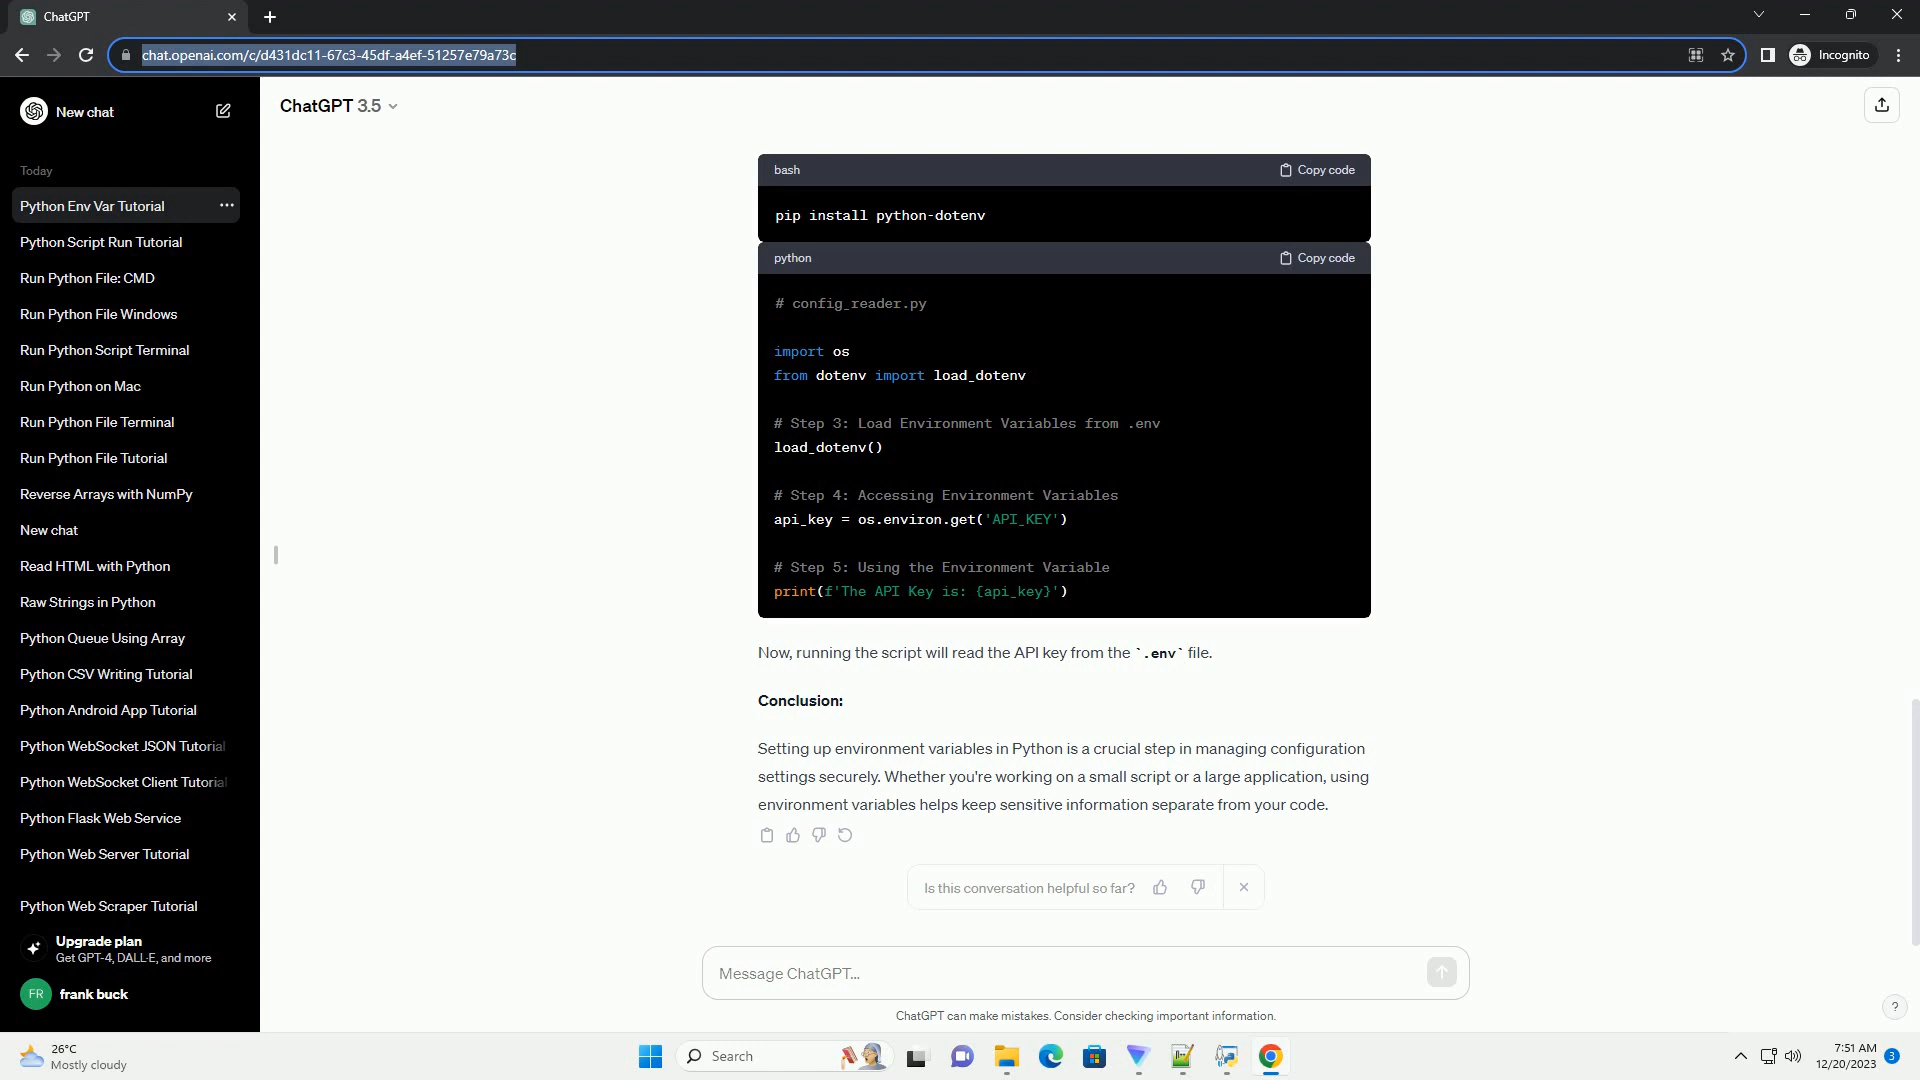 ChatGPT
chat.openai.com/c/d431dc11-67c3-45df-a4ef-51257e79a73c
Incognito
New chat
Today
Python Env Var Tutorial
Python Script Run Tutorial
Run Python File: CMD
Run Python File Windows
Run Python Script Terminal
Run Python on Mac
Run Python File Terminal
Run Python File Tutorial
Reverse Arrays with NumPy
New chat
Read HTML with Python
Raw Strings in Python
Python Queue Using Array
Python CSV Writing Tutorial
Python Android App Tutorial
Python WebSocket JSON Tutorial
Python WebSocket Client Tutorial
Python Flask Web Service
Python Web Server Tutorial
Python Web Scraper Tutorial
Upgrade plan
Get GPT-4, DALL·E, and more
FR frank buck
ChatGPT 3.5
bash Copy code
pip install python-dotenv
python Copy code
# config_reader.py
import os
from dotenv import load_dotenv
# Step 3: Load Environment Variables from .env
load_dotenv()
# Step 4: Accessing Environment Variables
api_key = os.environ.get('API_KEY')
# Step 5: Using the Environment Variable
print(f'The API Key is: {api_key}')
Now, running the script will read the API key from the `.env` file.
Conclusion:
Setting up environment variables in Python is a crucial step in managing configuration
settings securely. Whether you're working on a small script or a large application, using
environment variables helps keep sensitive information separate from your code.
Is this conversation helpful so far?
Message ChatGPT...
ChatGPT can make mistakes. Consider checking important information.
?
26°C
Mostly cloudy
Search
7:51 AM
12/20/2023
3